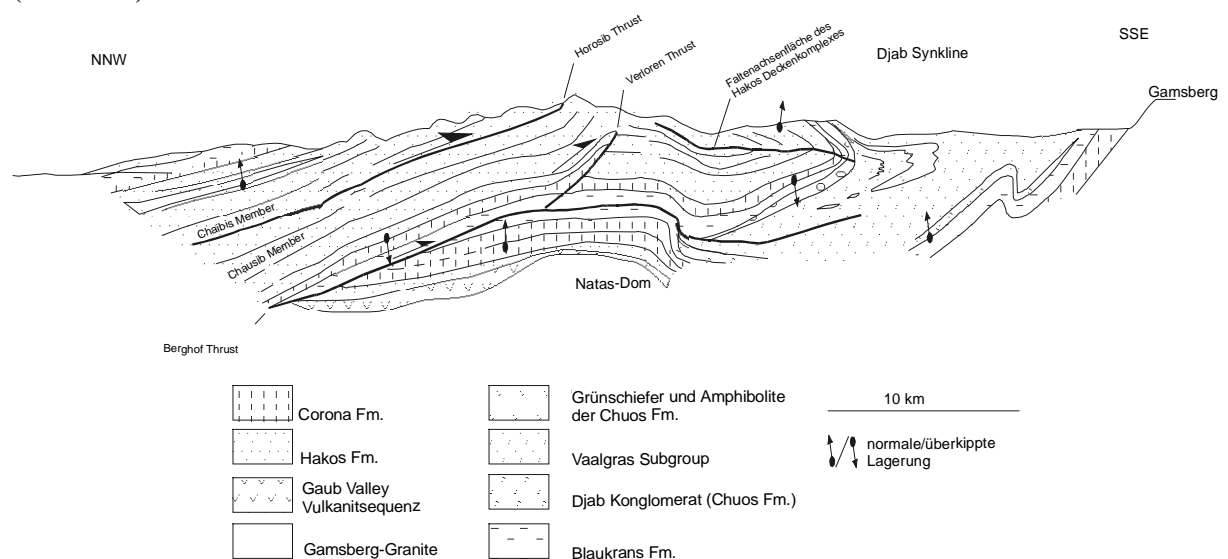 Horosib Thrust
NNW
Verloren Thrust
Faltenachsenfläche des
Hakos Deckenkomplexes
Djab Synkline
SSE
Gamsberg
Chaibis Member
Chausib Member
Natas-Dom
Berghof Thrust
Corona Fm.
Hakos Fm.
Gaub Valley
Vulkanitsequenz
Gamsberg-Granite
Grünschiefer und Amphibolite
der Chuos Fm.
Vaalgras Subgroup
Djab Konglomerat (Chuos Fm.)
Blaukrans Fm.
10 km
normale/überkippte
Lagerung